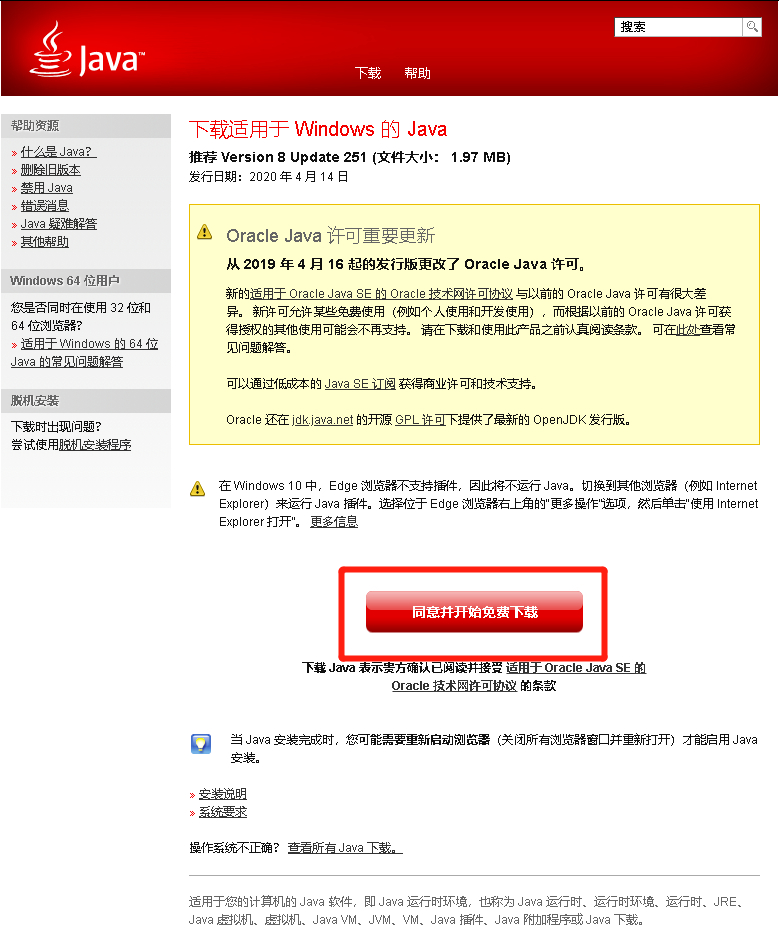 Java™
搜索
下载 帮助
帮助资源
» 什么是 Java?
» 删除旧版本
» 禁用 Java
» 错误消息
» Java 疑难解答
» 其他帮助
Windows 64 位用户
您是否同时在使用 32 位和
64 位浏览器?
» 适用于 Windows 的 64 位
Java 的常见问题解答
脱机安装
下载时出现问题?
尝试使用脱机安装程序
下载适用于 Windows 的 Java
推荐 Version 8 Update 251 (文件大小： 1.97 MB)
发行日期：2020 年 4 月 14 日
Oracle Java 许可重要更新
从 2019 年 4 月 16 起的发行版更改了 Oracle Java 许可。
新的适用于 Oracle Java SE 的 Oracle 技术网许可协议 与以前的 Oracle Java 许可有很大差
异。 新许可允许某些免费使用（例如个人使用和开发使用），而根据以前的 Oracle Java 许可获
得授权的其他使用可能会不再支持。 请在下载和使用此产品之前认真阅读条款。 可在此处查看常
见问题解答。
可以通过低成本的 Java SE 订阅 获得商业许可和技术支持。
Oracle 还在 jdk.java.net 的开源 GPL 许可下提供了最新的 OpenJDK 发行版。
在 Windows 10 中，Edge 浏览器不支持插件，因此将不运行 Java。切换到其他浏览器（例如 Internet
Explorer）来运行 Java 插件。选择位于 Edge 浏览器右上角的"更多操作"选项，然后单击"使用 Internet
Explorer 打开"。 更多信息
同意并开始免费下载
下载 Java 表示贵方确认已阅读并接受 适用于 Oracle Java SE 的
Oracle 技术网许可协议 的条款
当 Java 安装完成时，您可能需要重新启动浏览器（关闭所有浏览器窗口并重新打开）才能启用 Java
安装。
» 安装说明
» 系统要求
操作系统不正确? 查看所有 Java 下载。
适用于您的计算机的 Java 软件，即 Java 运行时环境，也称为 Java 运行时、运行时环境、运行时、JRE、
Java 虚拟机、虚拟机、Java VM、JVM、VM、Java 插件、Java 附加程序或 Java 下载。